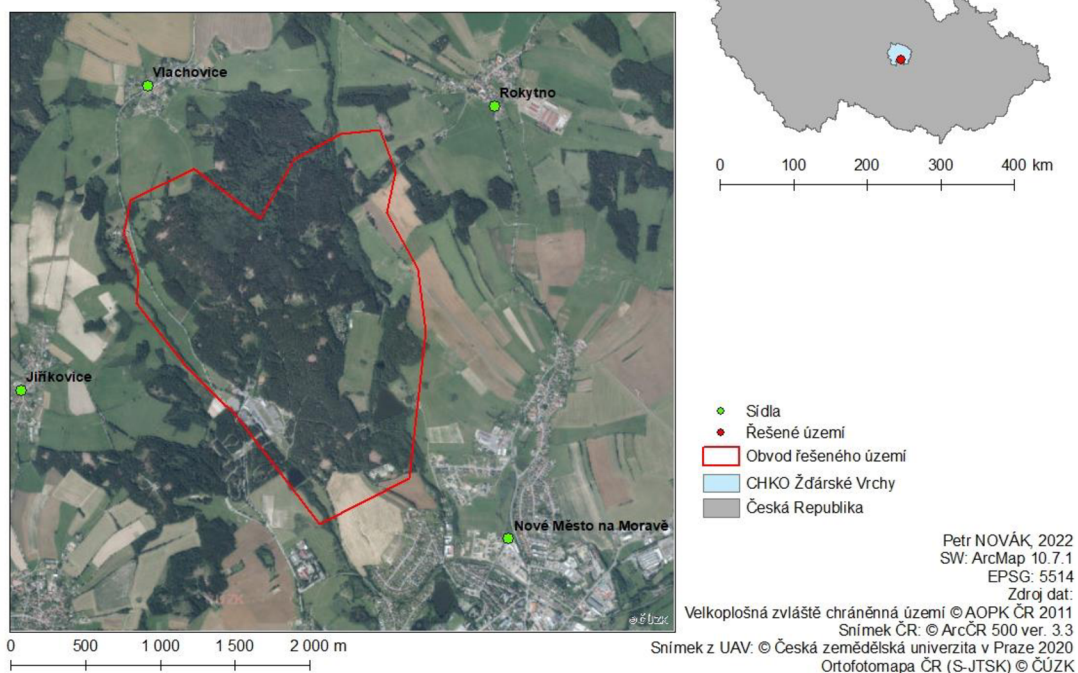 Vlachovice
Rokytno
Jiříkovice
Nové Město na Moravě
©ČÚZK
0 500 1 000 1 500 2 000 m
0 100 200 300 400 km
Sídla
Řešené území
Obvod řešeného území
CHKO Žďárské Vrchy
Česká Republika
Petr NOVÁK, 2022
SW: ArcMap 10.7.1
EPSG: 5514
Zdroj dat:
Velkoplošná zvláště chráněnná území © AOPK ČR 2011
Snímek ČR: © ArcČR 500 ver. 3.3
Snímek z UAV: © Česká zemědělská univerzita v Praze 2020
Ortofotomapa ČR (S-JTSK) © ČÚZK